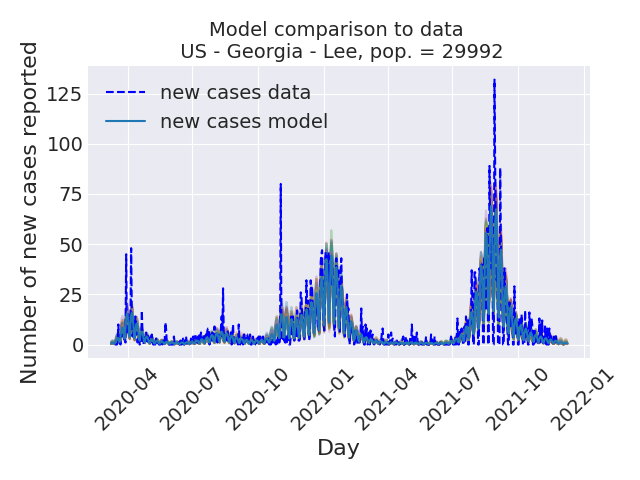 Model comparison to data
US - Georgia - Lee, pop. = 29992
new cases data
new cases model
Number of new cases reported
125
100
75
50
25
0
2020-04
2020-07
2020-10
2021-01
2021-04
2021-07
2021-10
2022-01
Day